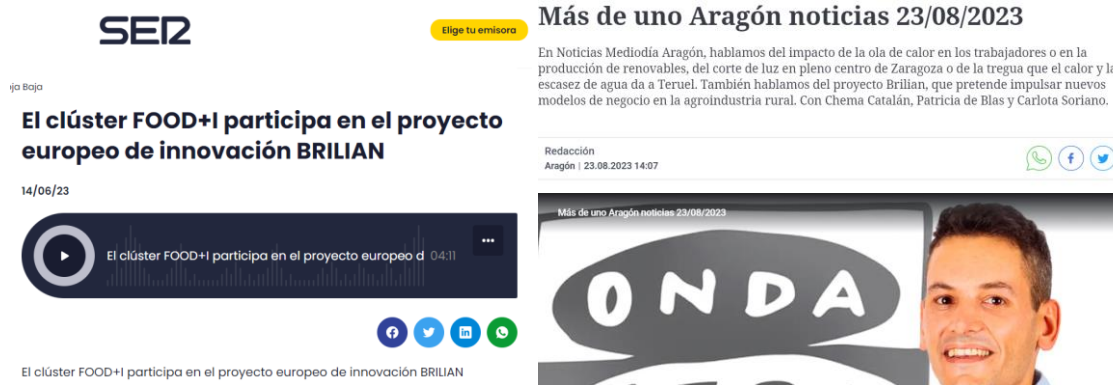 SER
Elige tu emisora
ja Baja
El clúster FOOD+I participa en el proyecto
europeo de innovación BRILIAN
14/06/23
El clúster FOOD+I participa en el proyecto europeo d 04:11
El clúster FOOD+I participa en el proyecto europeo de innovación BRILIAN
Más de uno Aragón noticias 23/08/2023
En Noticias Mediodía Aragón, hablamos del impacto de la ola de calor en los trabajadores o en la
producción de renovables, del corte de luz en pleno centro de Zaragoza o de la tregua que el calor y la
escasez de agua da a Teruel. También hablamos del proyecto Brilian, que pretende impulsar nuevos
modelos de negocio en la agroindustria rural. Con Chema Catalán, Patricia de Blas y Carlota Soriano.
Redacción
Aragón | 23.08.2023 14:07
Más de uno Aragón noticias 23/08/2023
ONDA